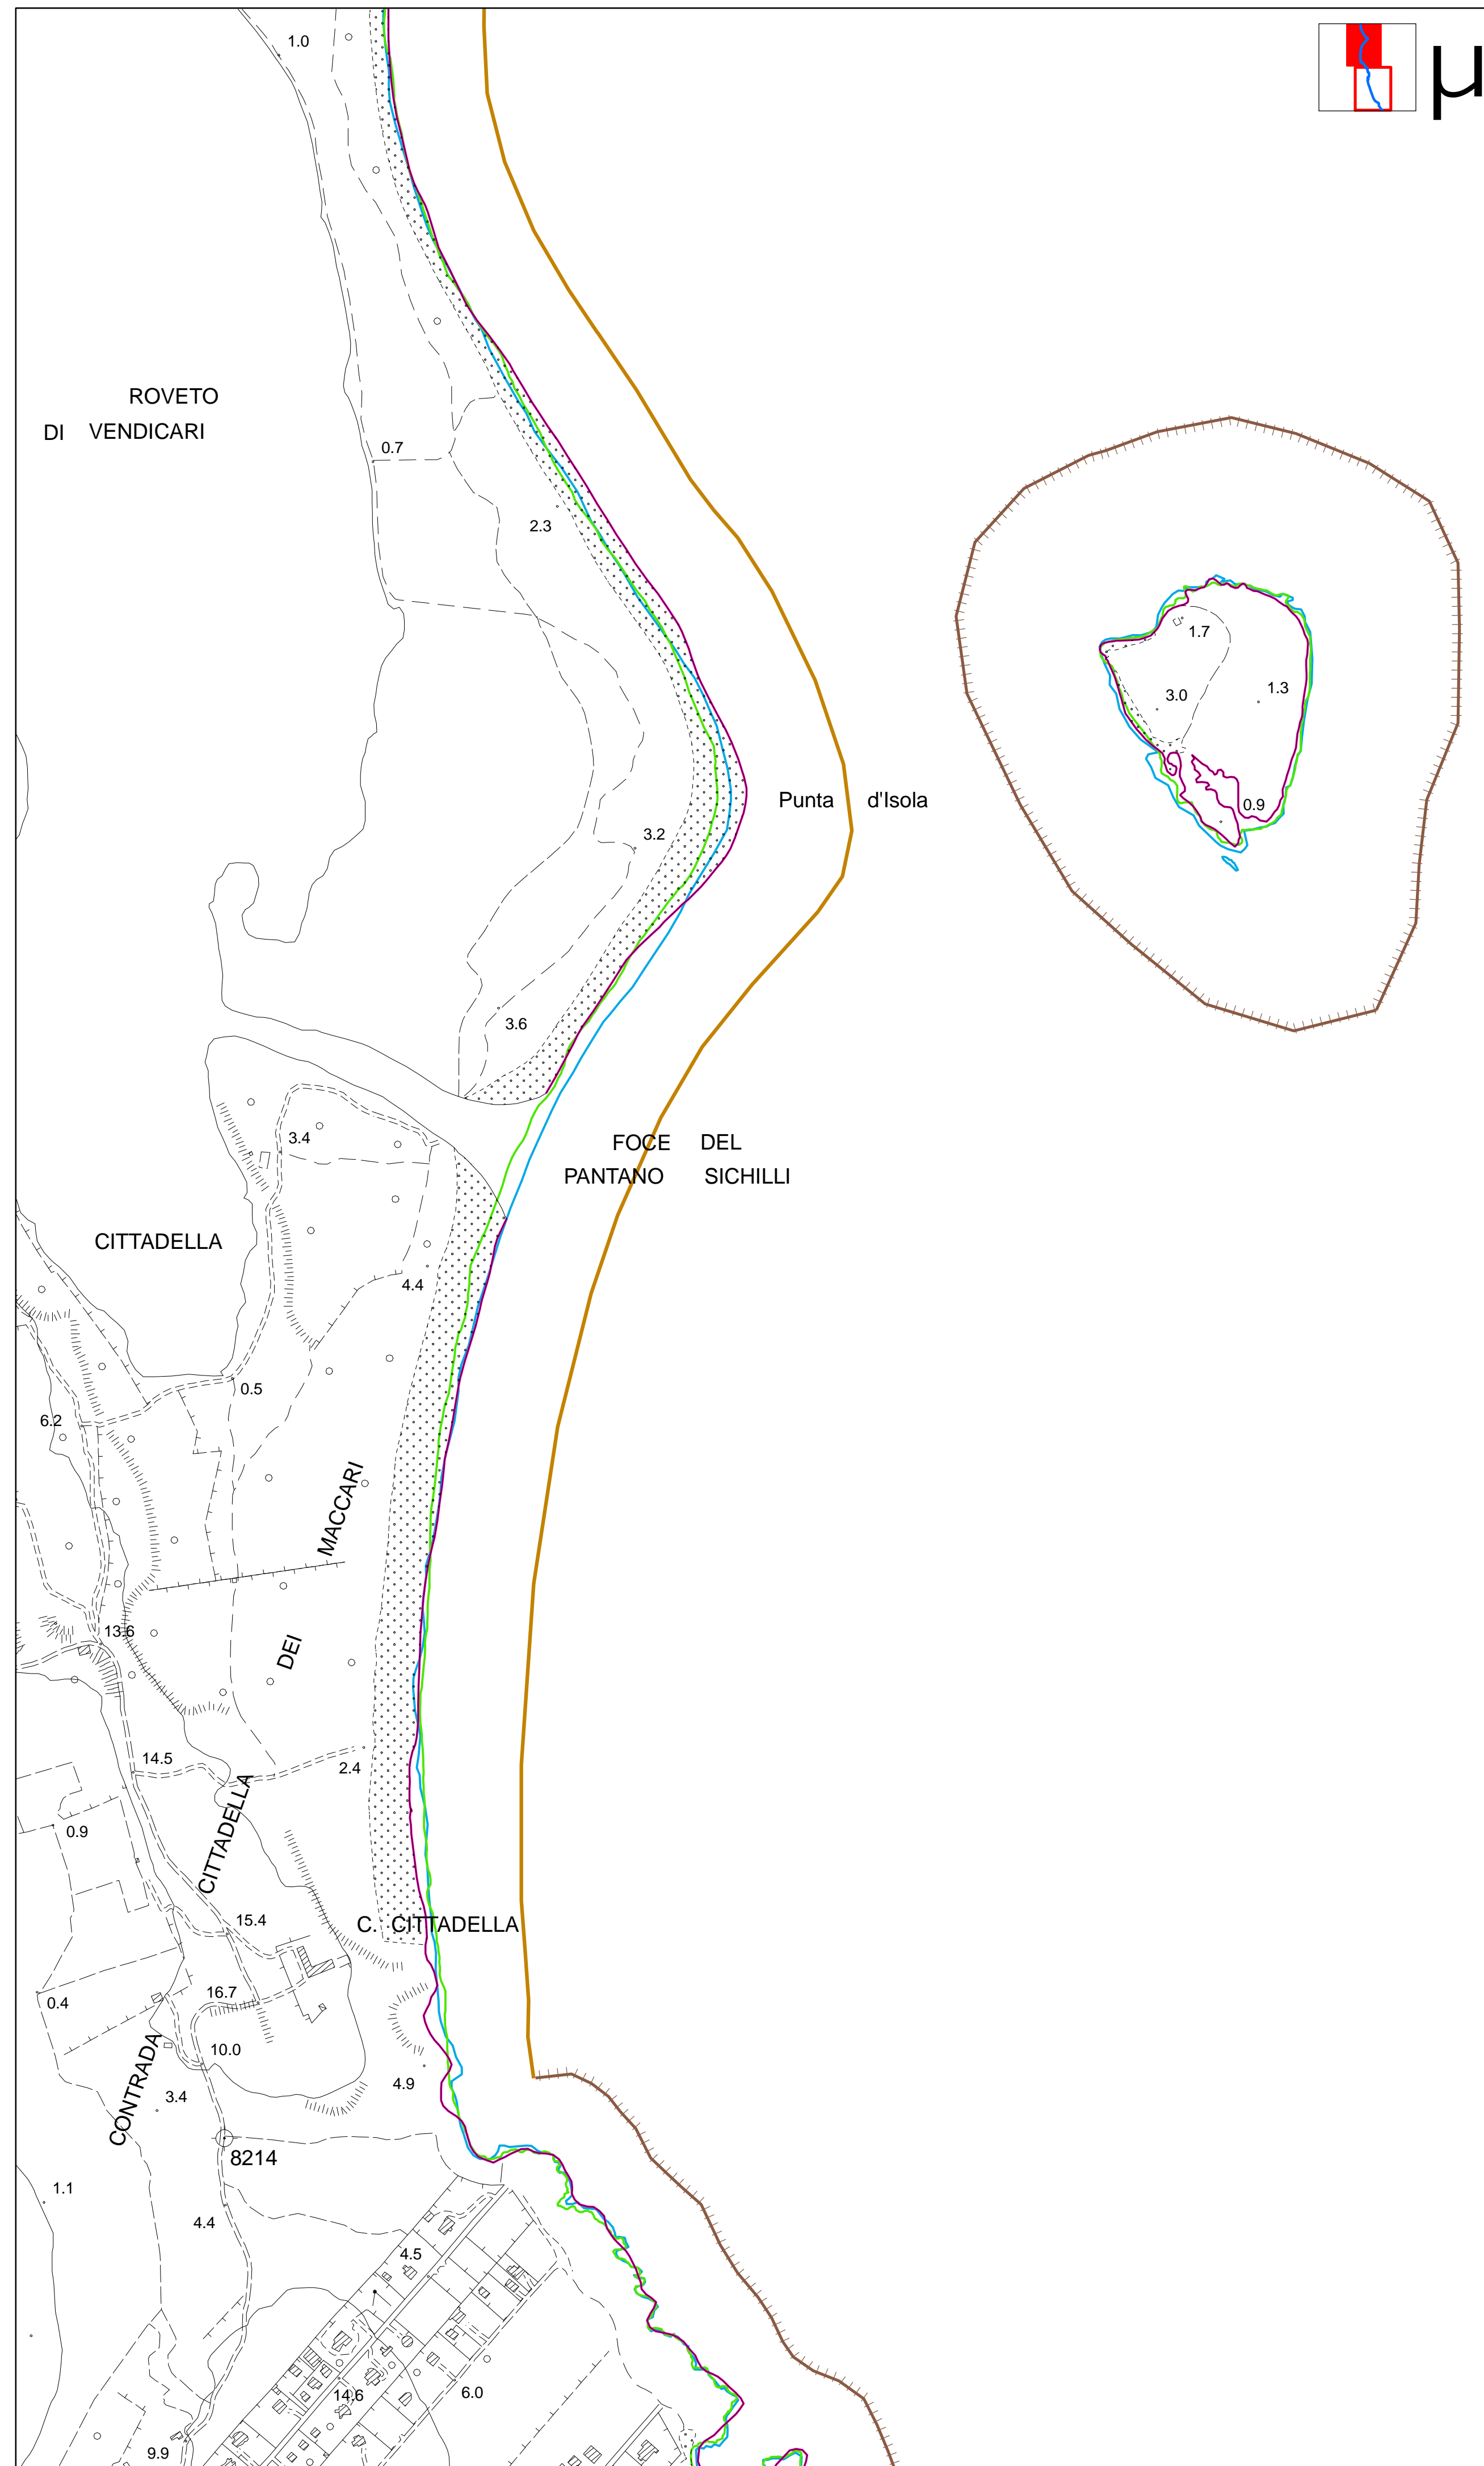 1.0
µ
ROVETO
DI VENDICARI
0.7
2.3
1.7
3.0
1.3
Punta d'Isola
0.9
3.2
3.6
FOCE DEL
PANTANO SICHILLI
3.4
CITTADELLA
4.4
0.5
6.2
MACCARI
13.6
DEI
14.5
2.4
0.9
CITTADELLA
15.4
C. CITTADELLA
16.7
0.4
10.0
CONTRADA
4.9
3.4
8214
1.1
4.4
4.5
14.6
6.0
9.9